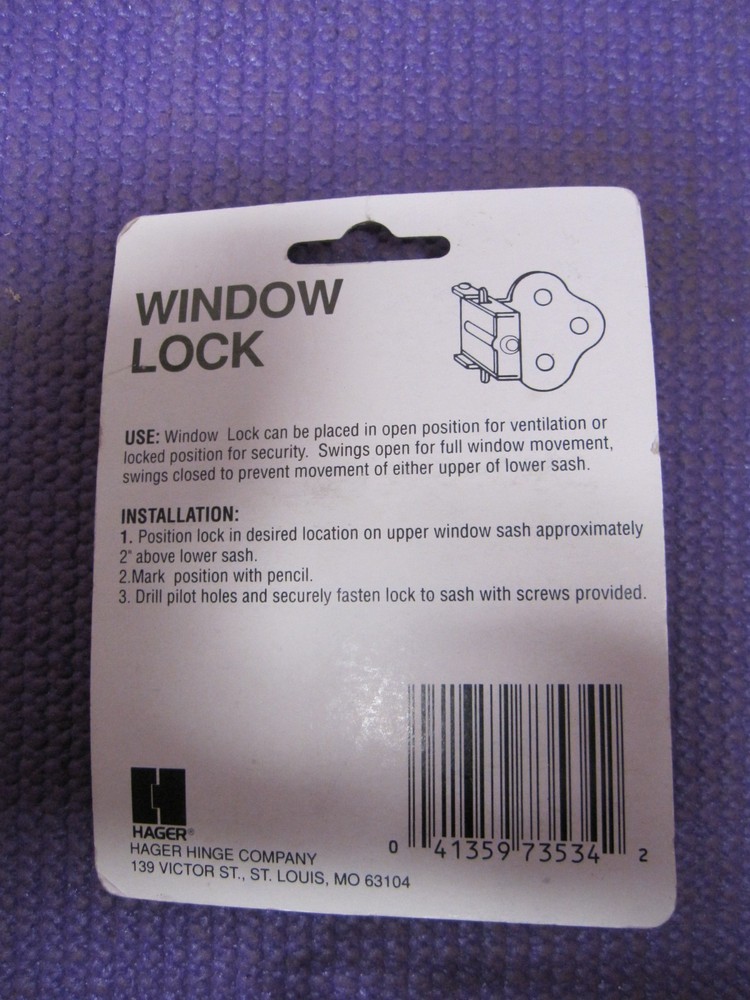 WINDOW
LOCK
USE: Window Lock can be placed in open position for ventilation or
locked position for security. Swings open for full window movement,
swings closed to prevent movement of either upper of lower sash.
INSTALLATION:
1. Position lock in desired location on upper window sash approximately
2" above lower sash.
2.Mark position with pencil.
3. Drill pilot holes and securely fasten lock to sash with screws provided.
HAGER®
HAGER HINGE COMPANY
139 VICTOR ST., ST. LOUIS, MO 63104
0 41359 73534 2